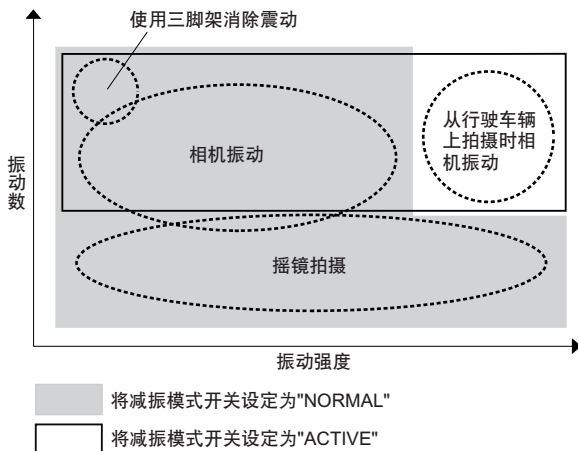 使用三脚架消除震动
从行驶车辆
上拍摄时相
机振动
相机振动
振动数
摇镜拍摄
振动强度
将减振模式开关设定为"NORMAL"
将减振模式开关设定为"ACTIVE"